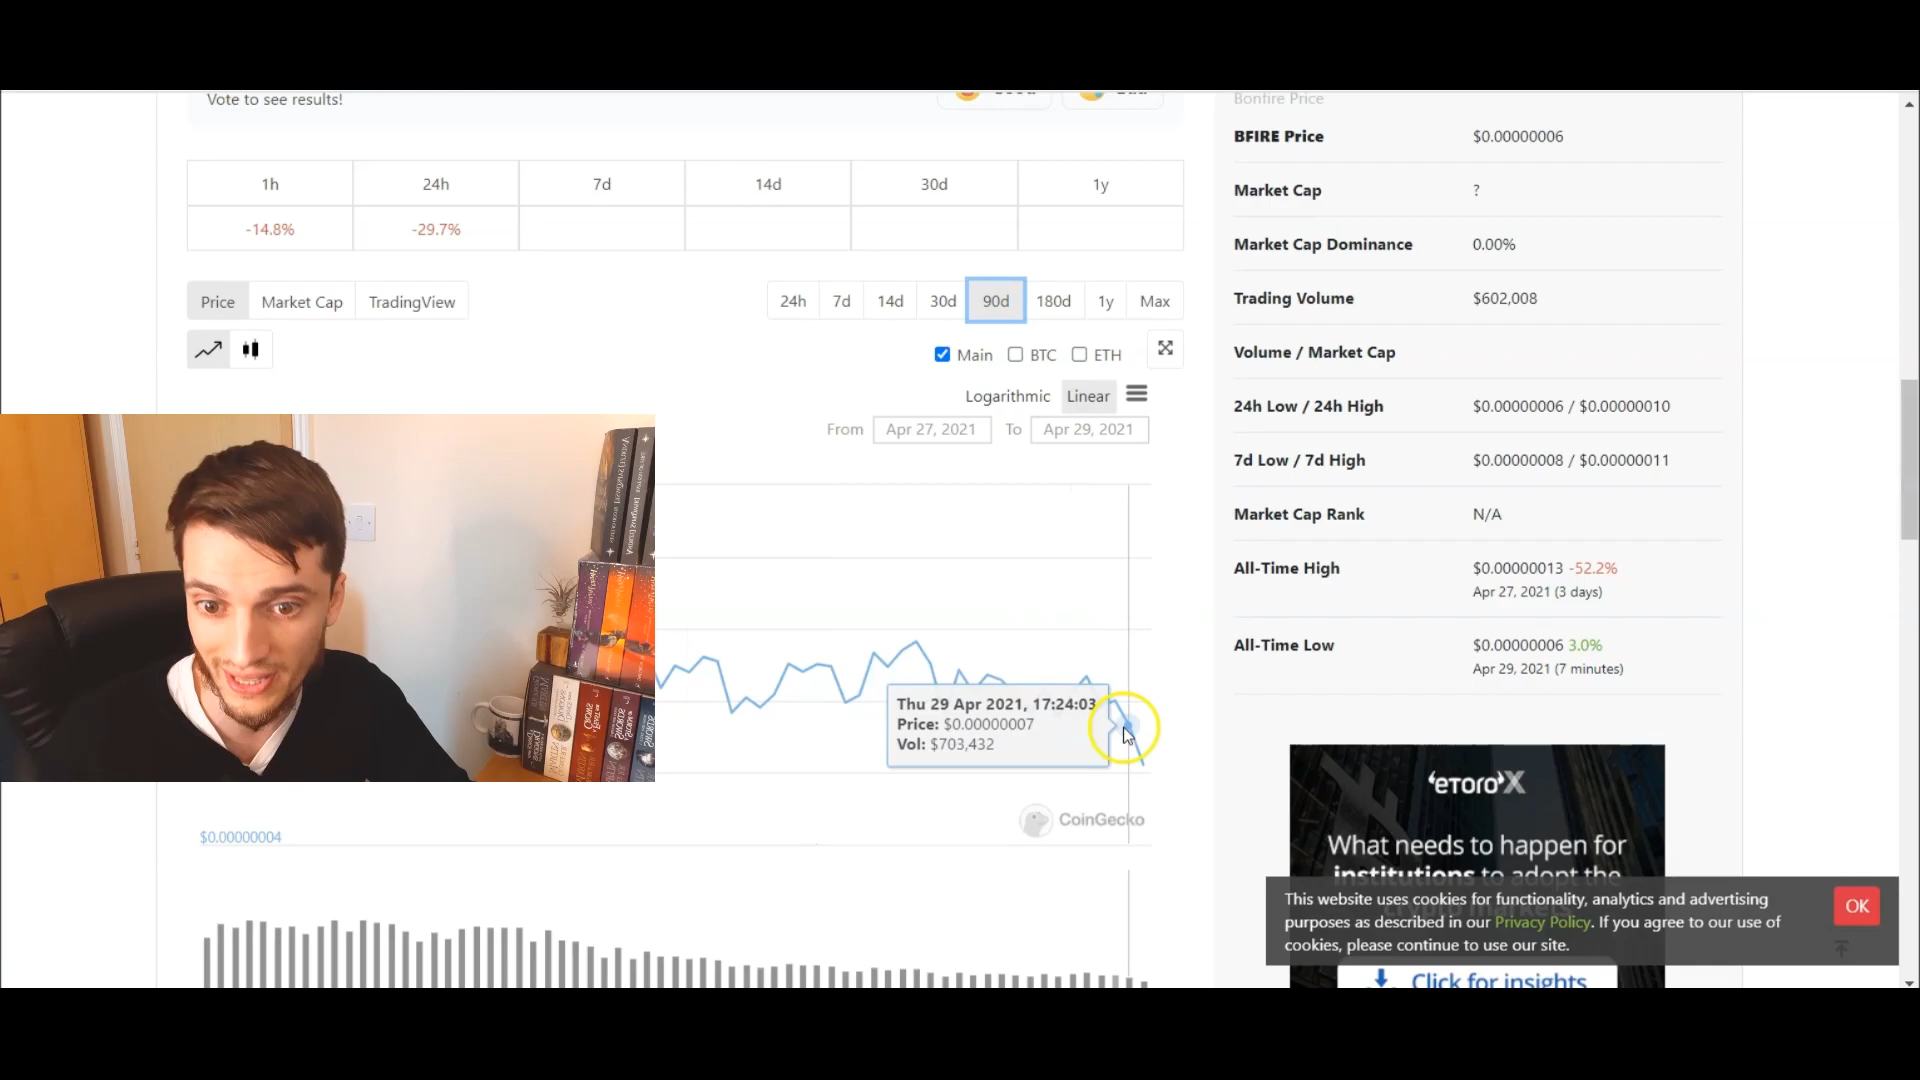 Vote to see results!
1h 24h 7d 14d 30d 1y
-14.8% -29.7%
Price Market Cap TradingView
24h 7d 14d 30d 90d 180d 1y Max
Main BTC ETH
Logarithmic Linear
From Apr 27, 2021 To Apr 29, 2021
Thu 29 Apr 2021, 17:24:03
Price: $0.00000007
Vol: $703,432
CoinGecko
$0.00000004
Bonfire Price
BFIRE Price $0.00000006
Market Cap ?
Market Cap Dominance 0.00%
Trading Volume $602,008
Volume / Market Cap
24h Low / 24h High $0.00000006 / $0.00000010
7d Low / 7d High $0.00000008 / $0.00000011
Market Cap Rank N/A
All-Time High $0.00000013 -52.2%
Apr 27, 2021 (3 days)
All-Time Low $0.00000006 3.0%
Apr 29, 2021 (7 minutes)
eToroX
What needs to happen for
institutions to adopt the
This website uses cookies for functionality, analytics and advertising
purposes as described in our Privacy Policy. If you agree to our use of
cookies, please continue to use our site.
OK
Click for insights